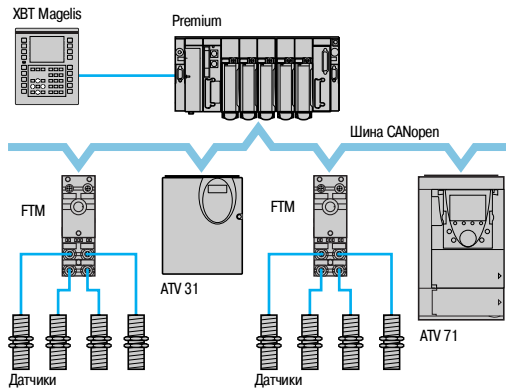 XBT Magelis
Premium
Шина CANopen
FTM
FTM
ATV 31
ATV 71
Датчики
Датчики